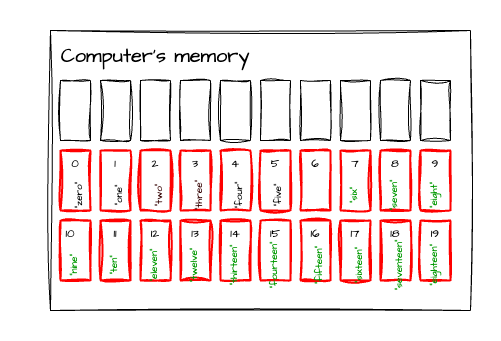 Computer's memory
0 1 2 3 4 5 6 7 8 9
"zero" "one" "two" "three" "four" "five" "six" "seven" "eight"
10 11 12 13 14 15 16 17 18 19
"nine" "ten" "eleven" "twelve" "thirteen" "fourteen" "fifteen" "sixteen" "seventeen" "eighteen"